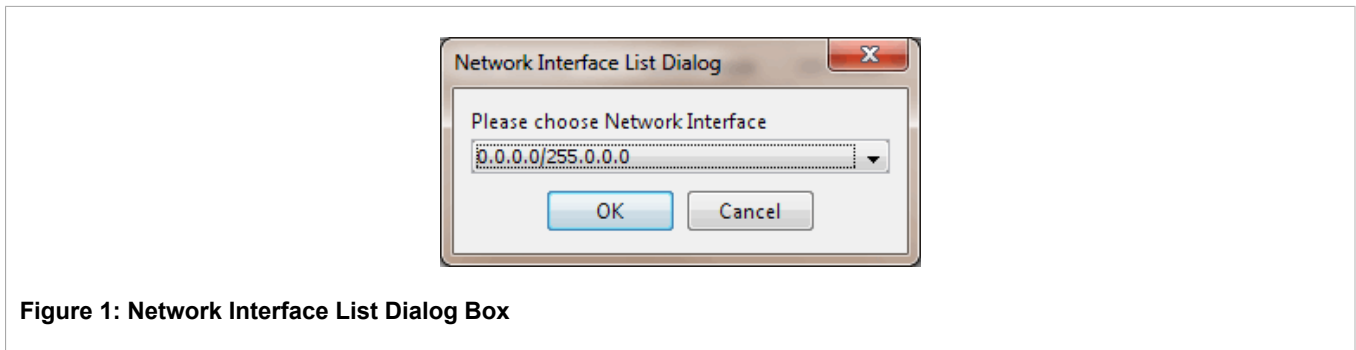 Network Interface List Dialog
Please choose Network Interface
0.0.0.0/255.0.0.0
OK Cancel
Figure 1: Network Interface List Dialog Box